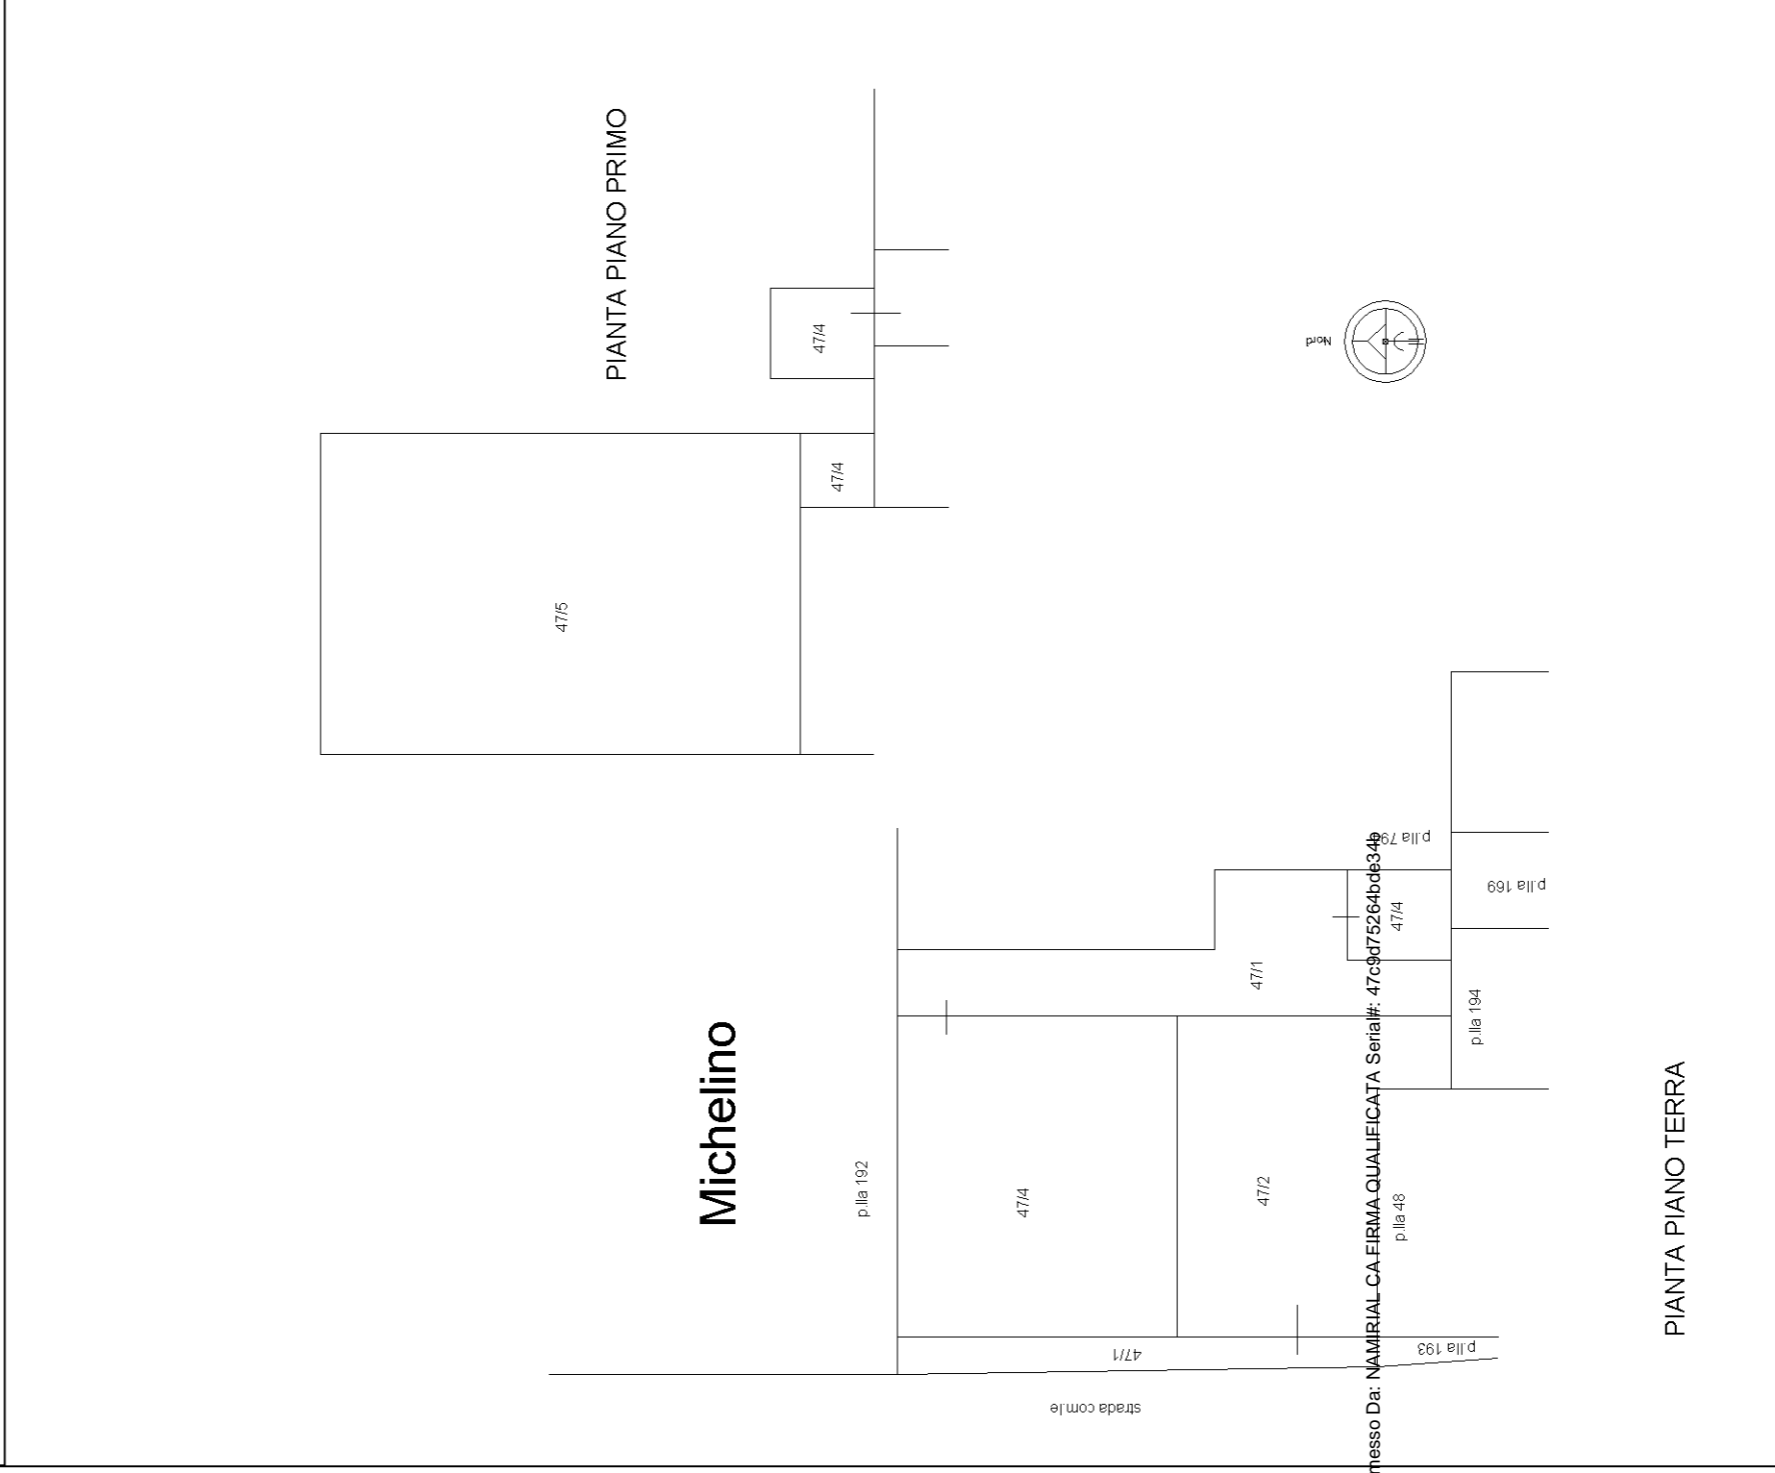 PIANTA PIANO PRIMO
47/4
47/4
47/5
Nord
Michelino
p.lla 79
p.lla 169
47/4
47/1
p.lla 194
p.lla 192
47/4
47/2
p.lla 48
47/1
p.lla 193
strada com.le
PIANTA PIANO TERRA
messo Da: NAMIRIAL CA FIRMA QUALIFICATA Serial#: 47c9d75264bde34b